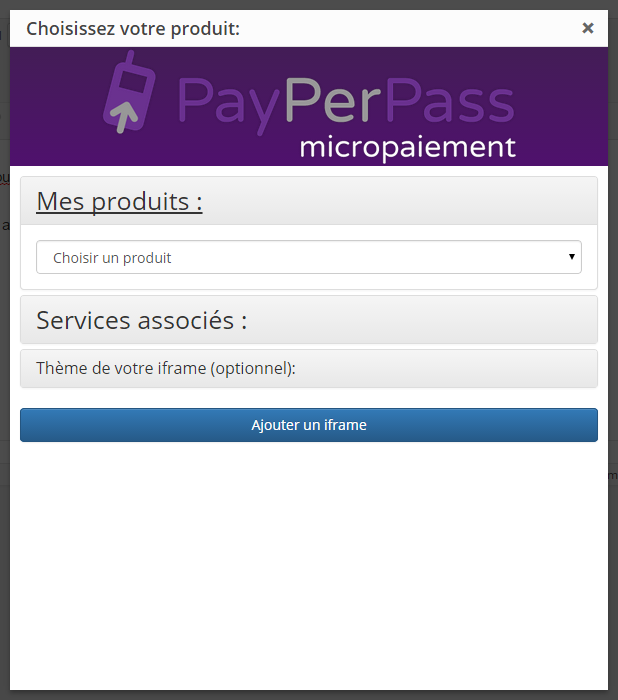 Choisissez votre produit:
PayPerPass
micropaiement
Mes produits :
Choisir un produit
Services associés :
Thème de votre iframe (optionnel):
Ajouter un iframe